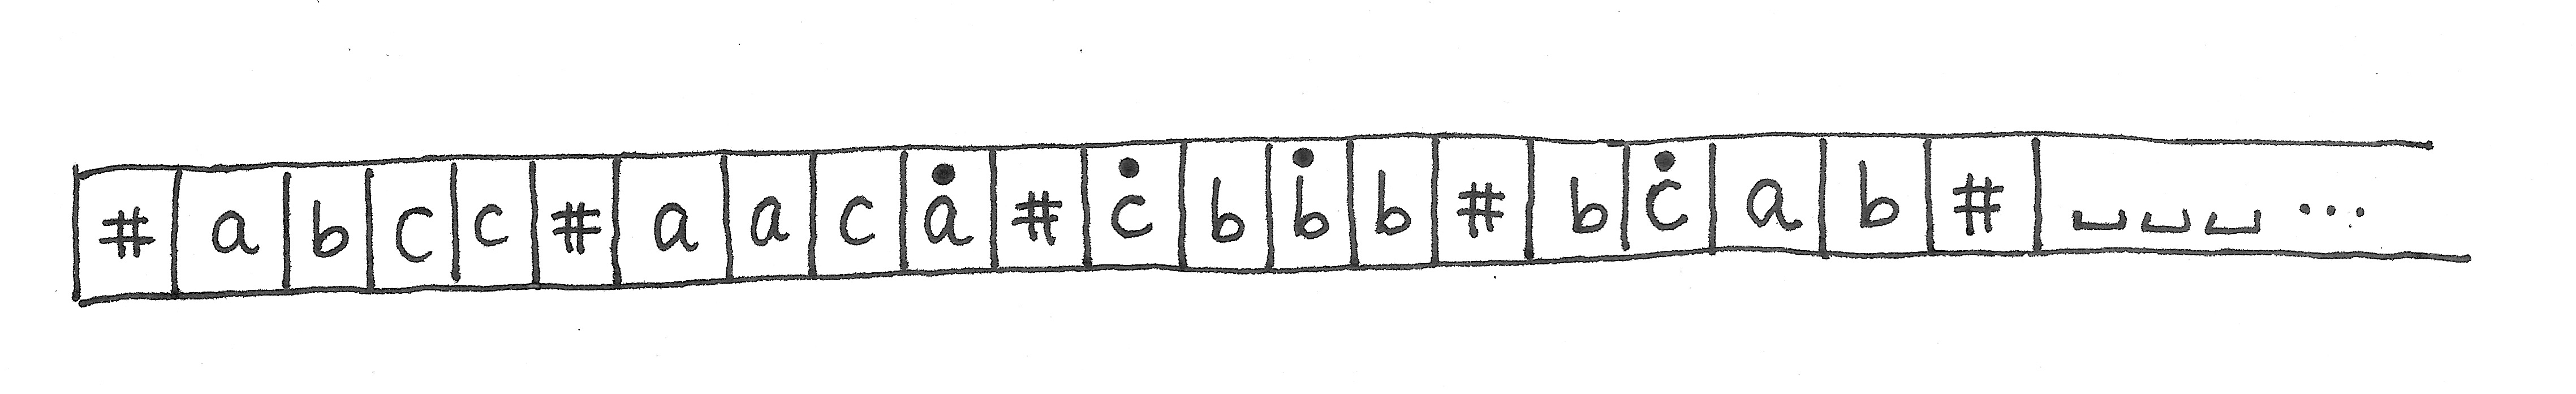 # a b c c # a a c ȧ # ċ b ḃ b # b ċ a b # ␣ ␣ ␣ ...